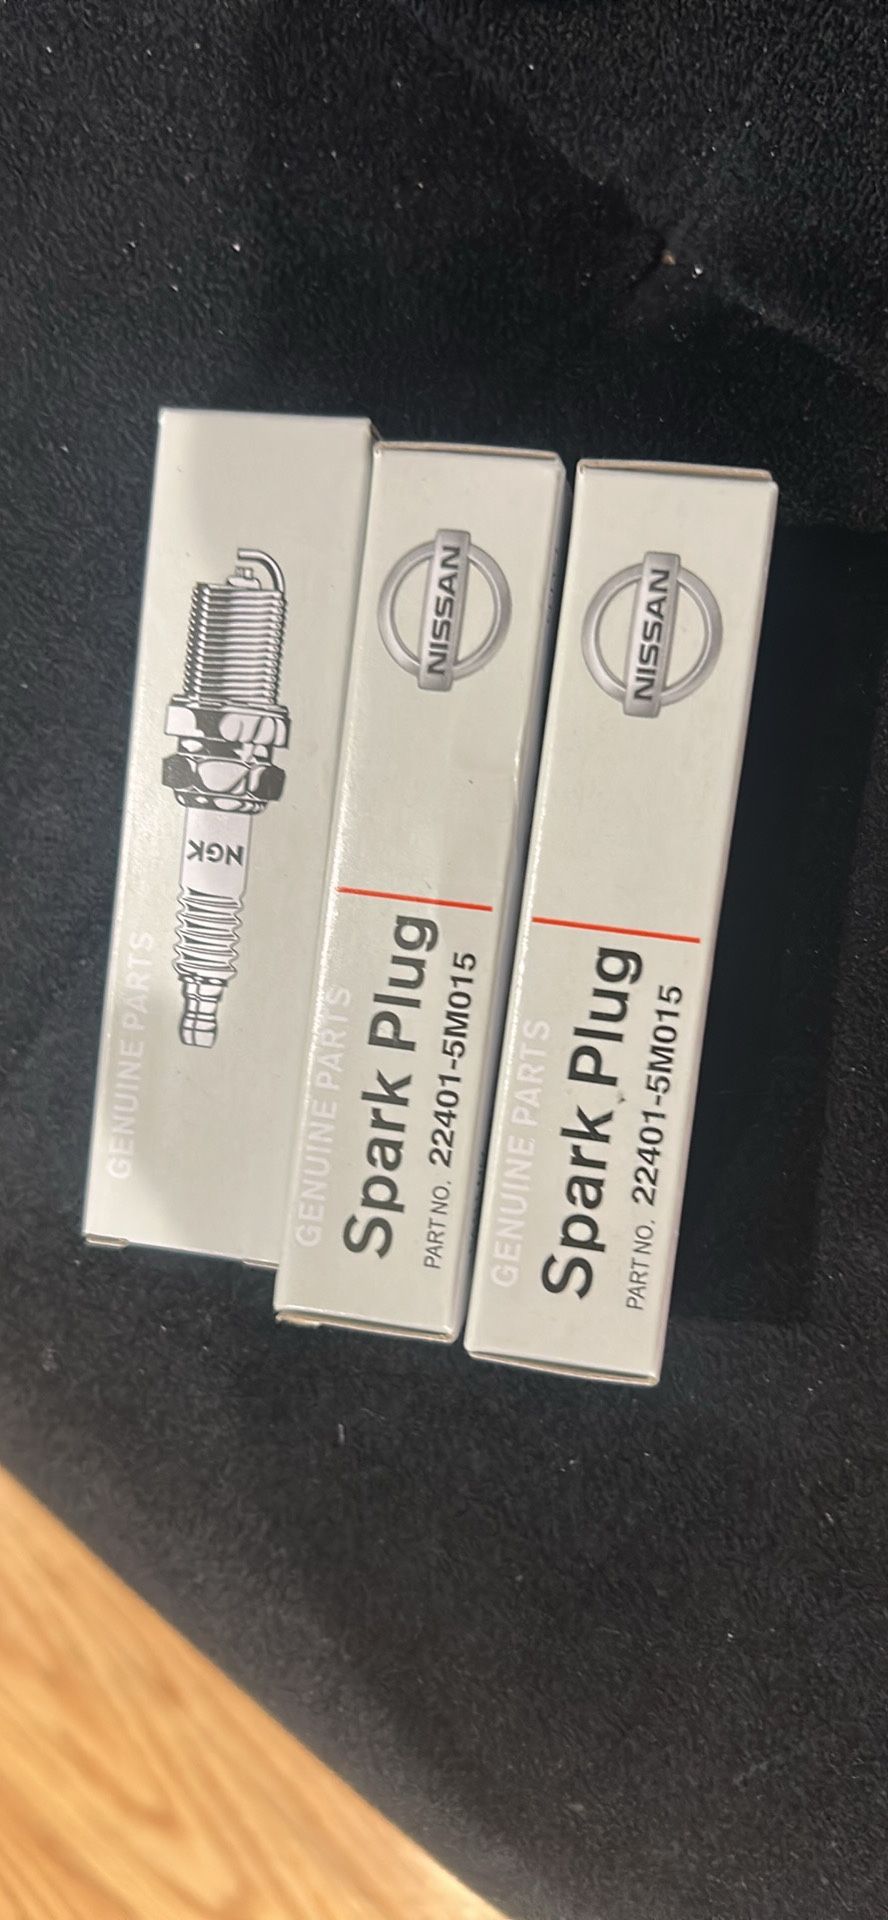 GENUINE PARTS
NGK
GENUINE PARTS
Spark Plug
PART NO. 22401-5M015
NISSAN
GENUINE PARTS
Spark Plug
PART NO. 22401-5M015
NISSAN